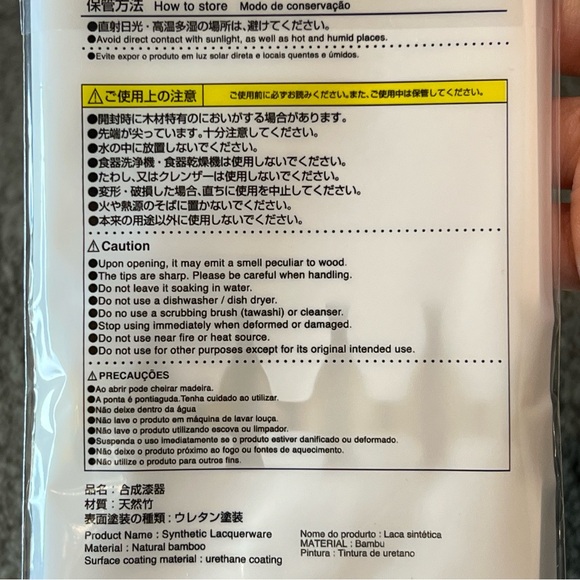 保管方法 How to store Modo de conservação
●直射日光・高温多湿の場所は、避けてください。
●Avoid direct contact with sunlight, as well as hot and humid places.
●Evite expor o produto em luz solar direta e locais quentes e úmidos.
⚠ご使用上の注意 ご使用前に必ずお読みください。また、ご使用中は保管してください。
●開封時に木材特有のにおいがする場合があります。
●先端が尖っています。十分注意してください。
●水の中に放置しないでください。
●食器洗浄機・食器乾燥機は使用しないでください。
●たわし、又はクレンザーは使用しないでください。
●変形・破損した場合、直ちに使用を中止してください。
●火や熱源のそばに置かないでください。
●本来の用途以外に使用しないでください。
⚠Caution
●Upon opening, it may emit a smell peculiar to wood.
●The tips are sharp. Please be careful when handling.
●Do not leave it soaking in water.
●Do not use a dishwasher / dish dryer.
●Do no use a scrubbing brush (tawashi) or cleanser.
●Stop using immediately when deformed or damaged.
●Do not use near fire or heat source.
●Do not use for other purposes except for its original intended use.
⚠PRECAUÇÕES
●Ao abrir pode cheirar madeira.
●A ponta é pontiaguda.Tenha cuidado ao utilizar.
●Não deixe dentro da água
●Não lave o produto em máquina de lavar louça.
●Não lave o produto utilizando escova ou limpador.
●Suspenda o uso imediatamente se o produto estiver danificado ou deformado.
●Não deixe o produto próximo ao fogo ou fontes de aquecimento.
●Não utilize o produto para outros fins.
品名：合成漆器
材質：天然竹
表面塗装の種類：ウレタン塗装
Product Name : Synthetic Lacquerware
Material : Natural bamboo
Surface coating material : urethane coating
Nome do produto : Laca sintética
MATERIAL : Bambu
Pintura : Tintura de uretano